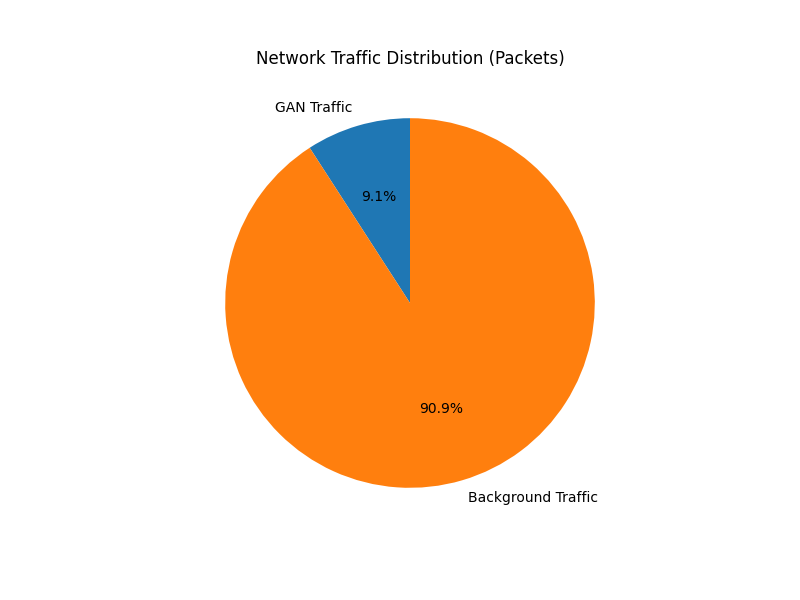 Network Traffic Distribution (Packets)
GAN Traffic
9.1%
90.9%
Background Traffic